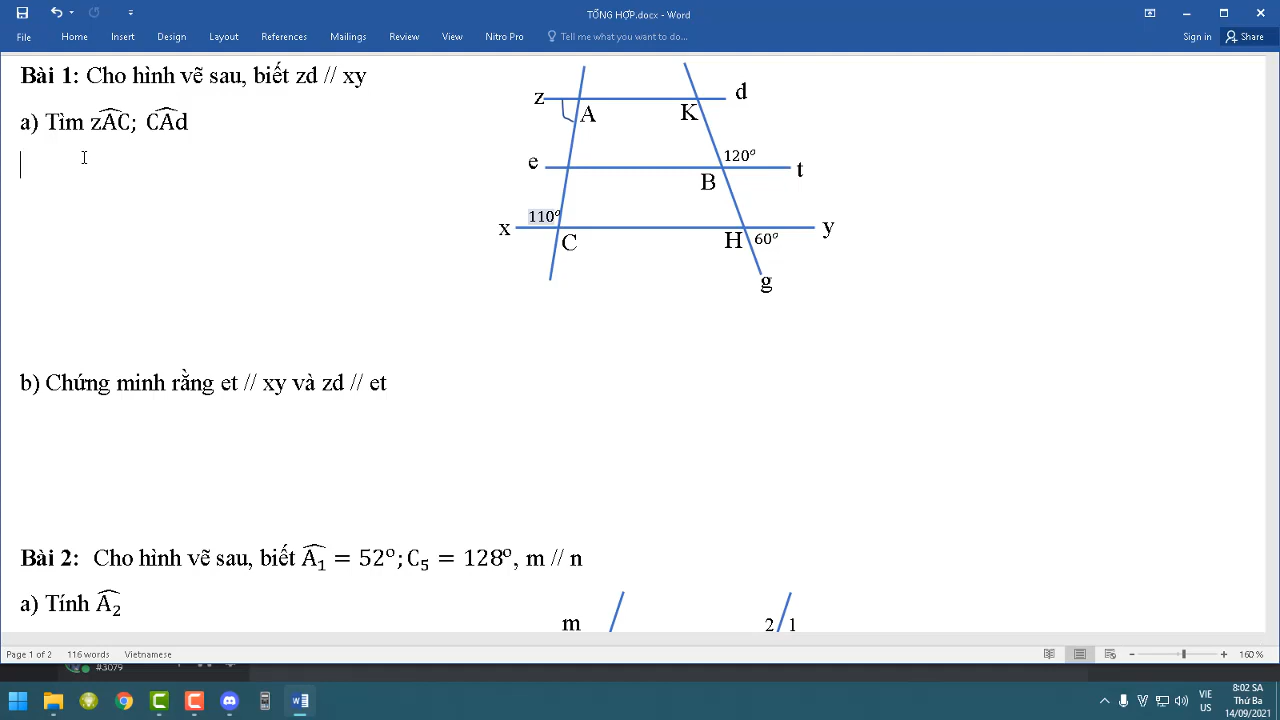 TỔNG HỢP.docx - Word
File Home Insert Design Layout References Mailings Review View Nitro Pro Tell me what you want to do... Sign in Share
Bài 1: Cho hình vẽ sau, biết zd // xy
a) Tìm zÂC; CÂd
z A K d
e B 120° t
x 110° C H 60° y
g
b) Chứng minh rằng et // xy và zd // et
Bài 2: Cho hình vẽ sau, biết Â₁ = 52°; C₅ = 128°, m // n
a) Tính Â₂
m 2 1
Page 1 of 2 116 words Vietnamese 160 %
#3079
8:02 SA
VIE Thứ Ba
US 14/09/2021